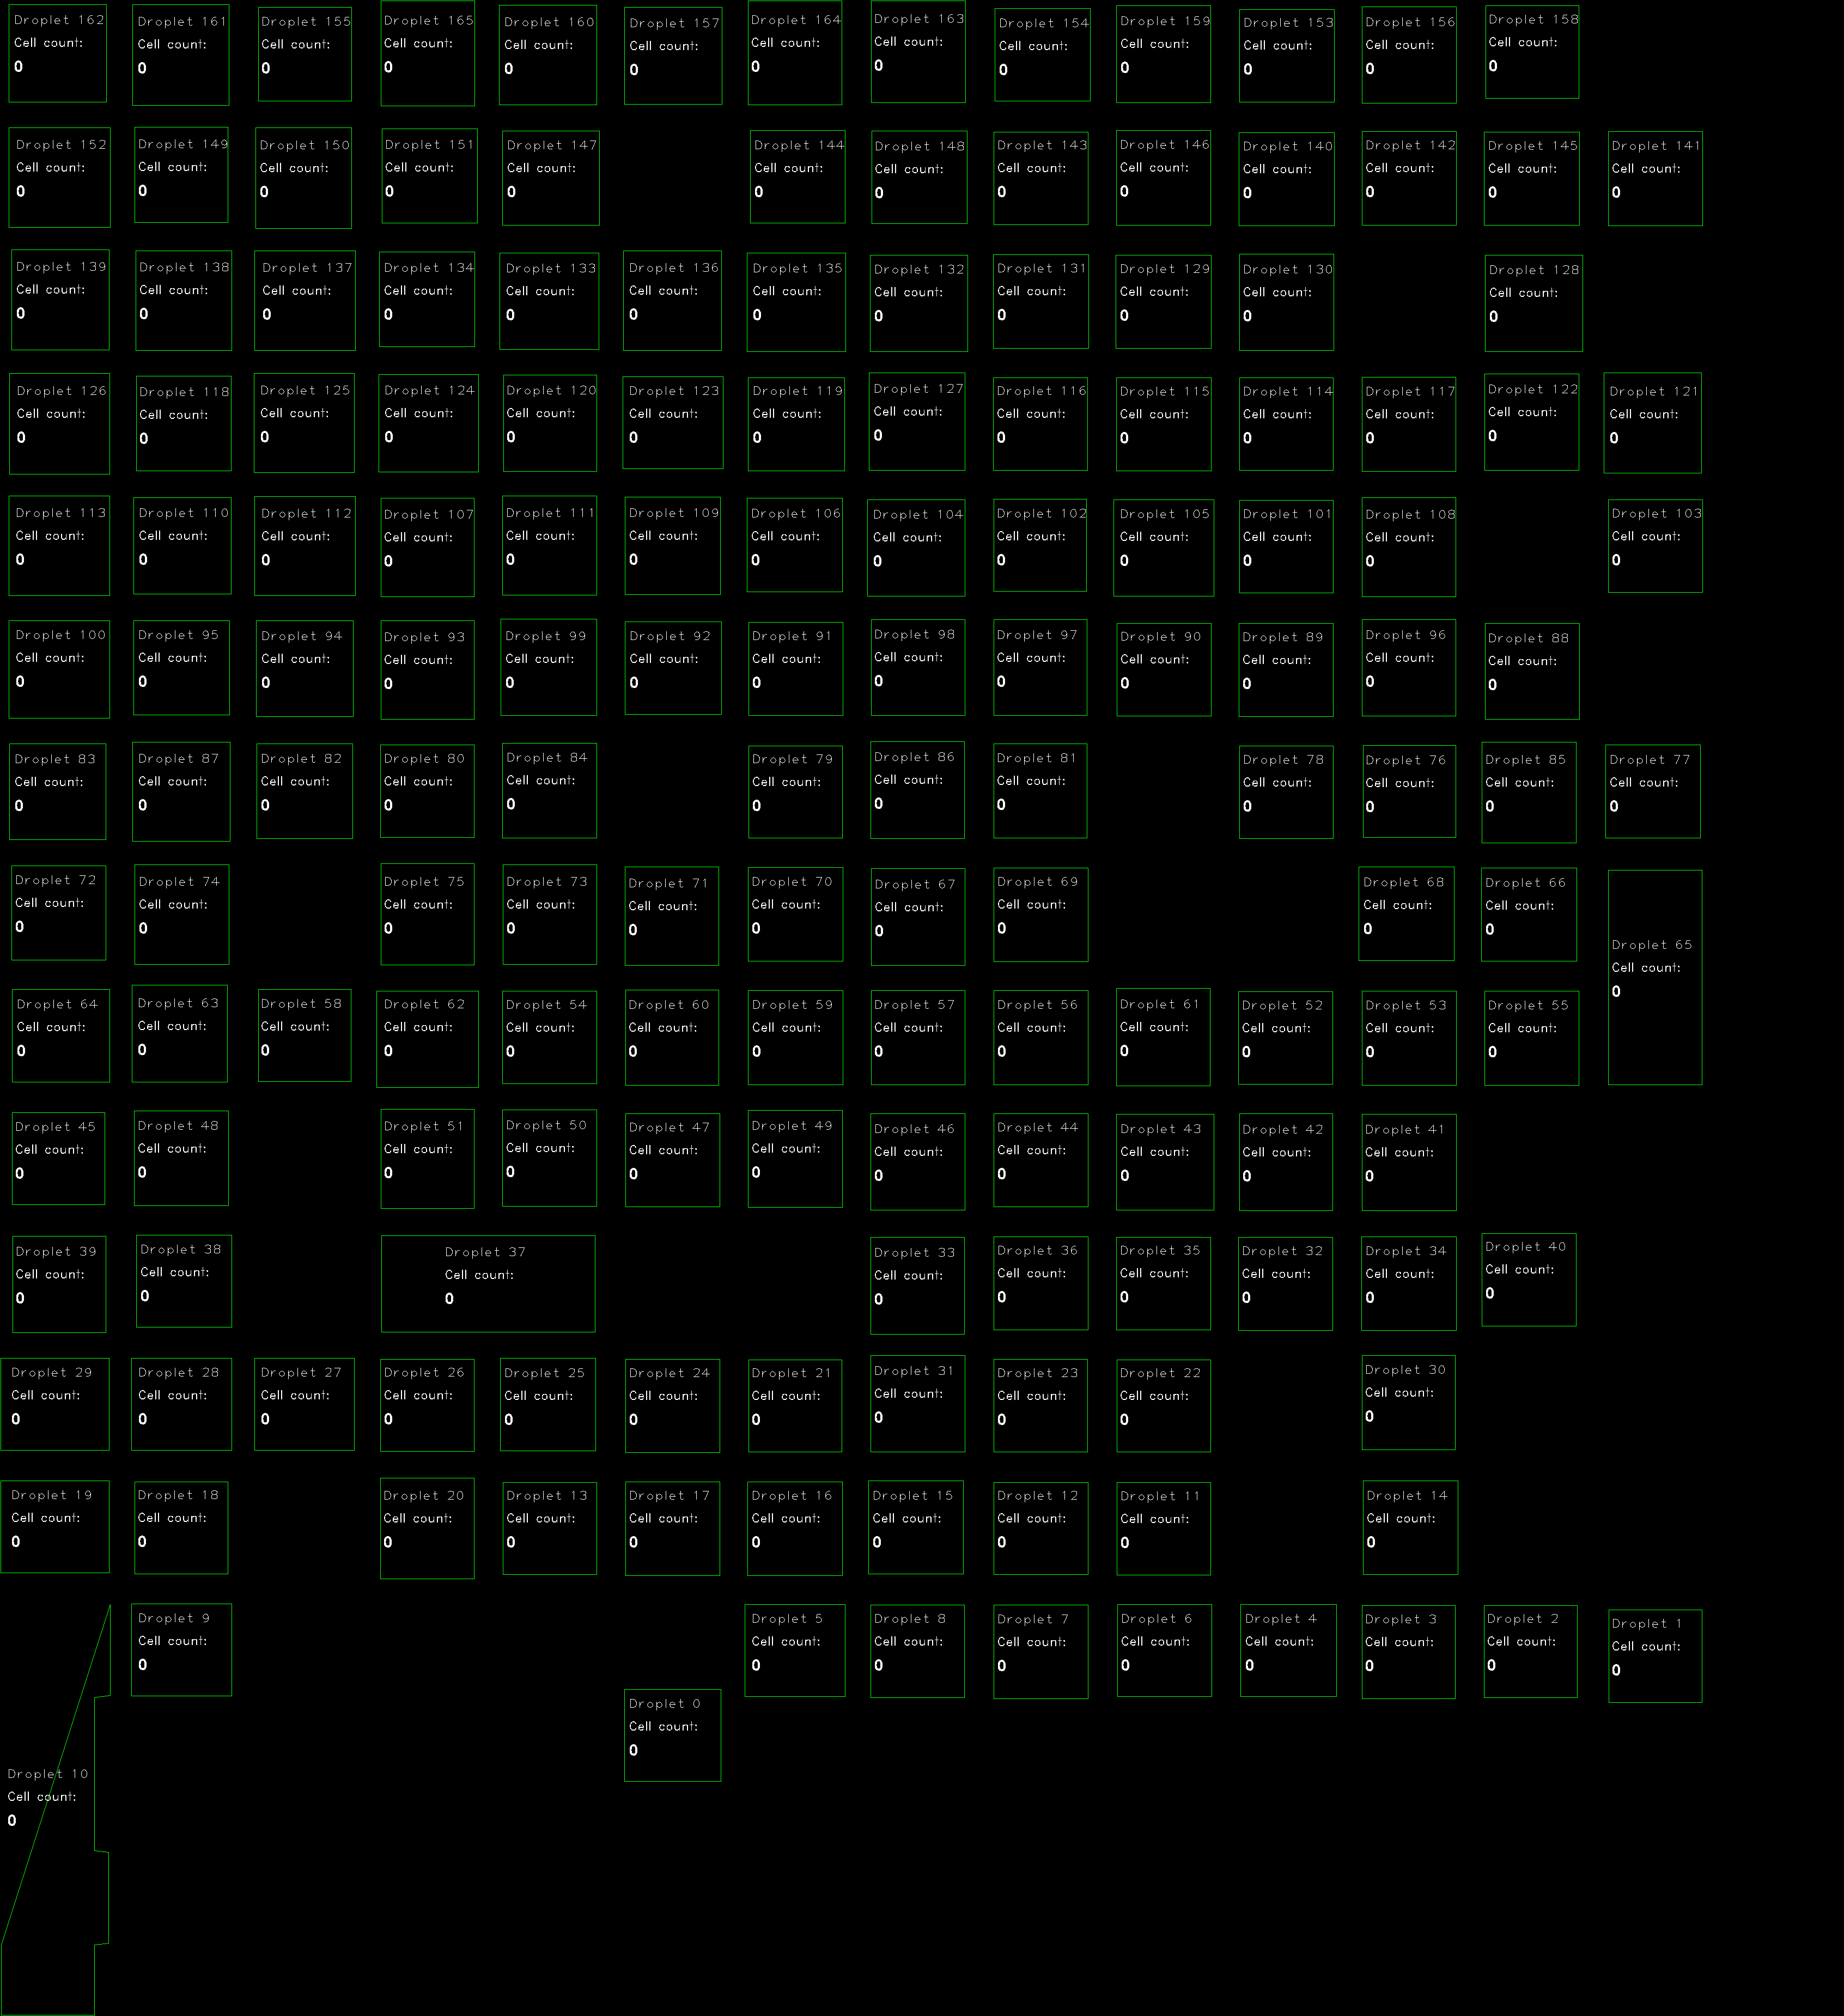 Droplet 162
Cell count:
0
Droplet 161
Cell count:
0
Droplet 155
Cell count:
0
Droplet 165
Cell count:
0
Droplet 160
Cell count:
0
Droplet 157
Cell count:
0
Droplet 164
Cell count:
0
Droplet 163
Cell count:
0
Droplet 154
Cell count:
0
Droplet 159
Cell count:
0
Droplet 153
Cell count:
0
Droplet 156
Cell count:
0
Droplet 158
Cell count:
0
Droplet 152
Cell count:
0
Droplet 149
Cell count:
0
Droplet 150
Cell count:
0
Droplet 151
Cell count:
0
Droplet 147
Cell count:
0
Droplet 144
Cell count:
0
Droplet 148
Cell count:
0
Droplet 143
Cell count:
0
Droplet 146
Cell count:
0
Droplet 140
Cell count:
0
Droplet 142
Cell count:
0
Droplet 145
Cell count:
0
Droplet 141
Cell count:
0
Droplet 139
Cell count:
0
Droplet 138
Cell count:
0
Droplet 137
Cell count:
0
Droplet 134
Cell count:
0
Droplet 133
Cell count:
0
Droplet 136
Cell count:
0
Droplet 135
Cell count:
0
Droplet 132
Cell count:
0
Droplet 131
Cell count:
0
Droplet 129
Cell count:
0
Droplet 130
Cell count:
0
Droplet 128
Cell count:
0
Droplet 126
Cell count:
0
Droplet 118
Cell count:
0
Droplet 125
Cell count:
0
Droplet 124
Cell count:
0
Droplet 120
Cell count:
0
Droplet 123
Cell count:
0
Droplet 119
Cell count:
0
Droplet 127
Cell count:
0
Droplet 116
Cell count:
0
Droplet 115
Cell count:
0
Droplet 114
Cell count:
0
Droplet 117
Cell count:
0
Droplet 122
Cell count:
0
Droplet 121
Cell count:
0
Droplet 113
Cell count:
0
Droplet 110
Cell count:
0
Droplet 112
Cell count:
0
Droplet 107
Cell count:
0
Droplet 111
Cell count:
0
Droplet 109
Cell count:
0
Droplet 106
Cell count:
0
Droplet 104
Cell count:
0
Droplet 102
Cell count:
0
Droplet 105
Cell count:
0
Droplet 101
Cell count:
0
Droplet 108
Cell count:
0
Droplet 103
Cell count:
0
Droplet 100
Cell count:
0
Droplet 95
Cell count:
0
Droplet 94
Cell count:
0
Droplet 93
Cell count:
0
Droplet 99
Cell count:
0
Droplet 92
Cell count:
0
Droplet 91
Cell count:
0
Droplet 98
Cell count:
0
Droplet 97
Cell count:
0
Droplet 90
Cell count:
0
Droplet 89
Cell count:
0
Droplet 96
Cell count:
0
Droplet 88
Cell count:
0
Droplet 83
Cell count:
0
Droplet 87
Cell count:
0
Droplet 82
Cell count:
0
Droplet 80
Cell count:
0
Droplet 84
Cell count:
0
Droplet 79
Cell count:
0
Droplet 86
Cell count:
0
Droplet 81
Cell count:
0
Droplet 78
Cell count:
0
Droplet 76
Cell count:
0
Droplet 85
Cell count:
0
Droplet 77
Cell count:
0
Droplet 72
Cell count:
0
Droplet 74
Cell count:
0
Droplet 75
Cell count:
0
Droplet 73
Cell count:
0
Droplet 71
Cell count:
0
Droplet 70
Cell count:
0
Droplet 67
Cell count:
0
Droplet 69
Cell count:
0
Droplet 68
Cell count:
0
Droplet 66
Cell count:
0
Droplet 65
Cell count:
0
Droplet 64
Cell count:
0
Droplet 63
Cell count:
0
Droplet 58
Cell count:
0
Droplet 62
Cell count:
0
Droplet 54
Cell count:
0
Droplet 60
Cell count:
0
Droplet 59
Cell count:
0
Droplet 57
Cell count:
0
Droplet 56
Cell count:
0
Droplet 61
Cell count:
0
Droplet 52
Cell count:
0
Droplet 53
Cell count:
0
Droplet 55
Cell count:
0
Droplet 45
Cell count:
0
Droplet 48
Cell count:
0
Droplet 51
Cell count:
0
Droplet 50
Cell count:
0
Droplet 47
Cell count:
0
Droplet 49
Cell count:
0
Droplet 46
Cell count:
0
Droplet 44
Cell count:
0
Droplet 43
Cell count:
0
Droplet 42
Cell count:
0
Droplet 41
Cell count:
0
Droplet 39
Cell count:
0
Droplet 38
Cell count:
0
Droplet 37
Cell count:
0
Droplet 33
Cell count:
0
Droplet 36
Cell count:
0
Droplet 35
Cell count:
0
Droplet 32
Cell count:
0
Droplet 34
Cell count:
0
Droplet 40
Cell count:
0
Droplet 29
Cell count:
0
Droplet 28
Cell count:
0
Droplet 27
Cell count:
0
Droplet 26
Cell count:
0
Droplet 25
Cell count:
0
Droplet 24
Cell count:
0
Droplet 21
Cell count:
0
Droplet 31
Cell count:
0
Droplet 23
Cell count:
0
Droplet 22
Cell count:
0
Droplet 30
Cell count:
0
Droplet 19
Cell count:
0
Droplet 18
Cell count:
0
Droplet 20
Cell count:
0
Droplet 13
Cell count:
0
Droplet 17
Cell count:
0
Droplet 16
Cell count:
0
Droplet 15
Cell count:
0
Droplet 12
Cell count:
0
Droplet 11
Cell count:
0
Droplet 14
Cell count:
0
Droplet 9
Cell count:
0
Droplet 5
Cell count:
0
Droplet 8
Cell count:
0
Droplet 7
Cell count:
0
Droplet 6
Cell count:
0
Droplet 4
Cell count:
0
Droplet 3
Cell count:
0
Droplet 2
Cell count:
0
Droplet 1
Cell count:
0
Droplet 0
Cell count:
0
Droplet 10
Cell count:
0